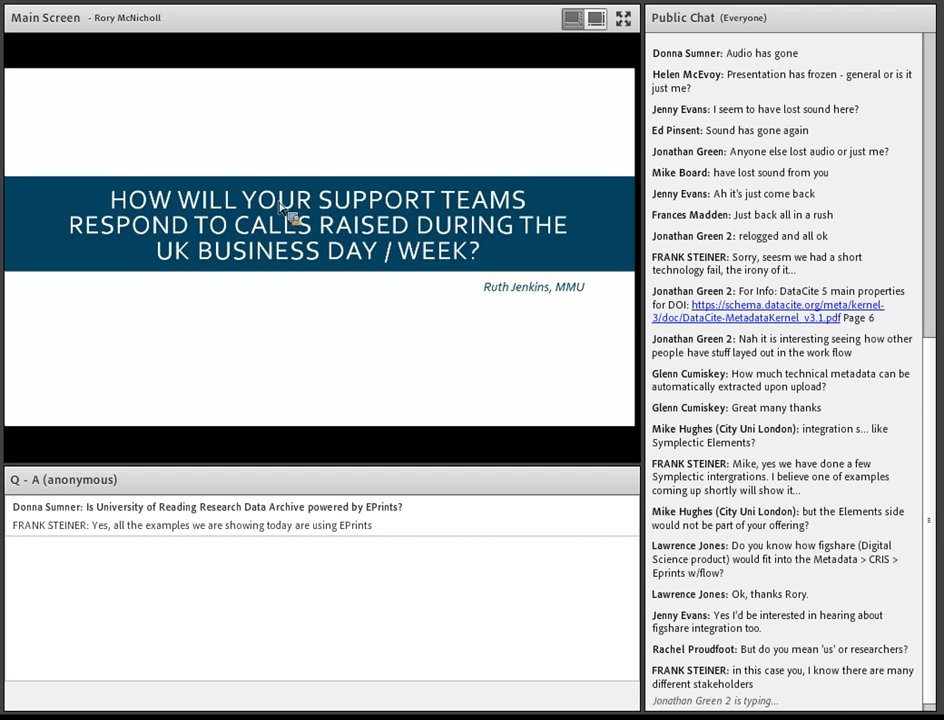 Main Screen - Rory McNicholl
HOW WILL YOUR SUPPORT TEAMS
RESPOND TO CALLS RAISED DURING THE
UK BUSINESS DAY / WEEK?
Ruth Jenkins, MMU
Q - A (anonymous)
Donna Sumner: Is University of Reading Research Data Archive powered by EPrints?
FRANK STEINER: Yes, all the examples we are showing today are using EPrints
Public Chat (Everyone)
Donna Sumner: Audio has gone
Helen McEvoy: Presentation has frozen - general or is it
just me?
Jenny Evans: I seem to have lost sound here?
Ed Pinsent: Sound has gone again
Jonathan Green: Anyone else lost audio or just me?
Mike Board: have lost sound from you
Jenny Evans: Ah it's just come back
Frances Madden: Just back all in a rush
Jonathan Green 2: relogged and all ok
FRANK STEINER: Sorry, seesm we had a short
technology fail, the irony of it...
Jonathan Green 2: For Info: DataCite 5 main properties
for DOI: https://schema.datacite.org/meta/kernel-
3/doc/DataCite-MetadataKernel_v3.1.pdf Page 6
Jonathan Green 2: Nah it is interesting seeing how other
people have stuff layed out in the work flow
Glenn Cumiskey: How much technical metadata can be
automatically extracted upon upload?
Glenn Cumiskey: Great many thanks
Mike Hughes (City Uni London): integration s... like
Symplectic Elements?
FRANK STEINER: Mike, yes we have done a few
Symplectic intergrations. I believe one of examples
coming up shortly will show it...
Mike Hughes (City Uni London): but the Elements side
would not be part of your offering?
Lawrence Jones: Do you know how figshare (Digital
Science product) would fit into the Metadata > CRIS >
Eprints w/flow?
Lawrence Jones: Ok, thanks Rory.
Jenny Evans: Yes I'd be interested in hearing about
figshare integration too.
Rachel Proudfoot: But do you mean 'us' or researchers?
FRANK STEINER: in this case you, I know there are many
different stakeholders
Jonathan Green 2 is typing...